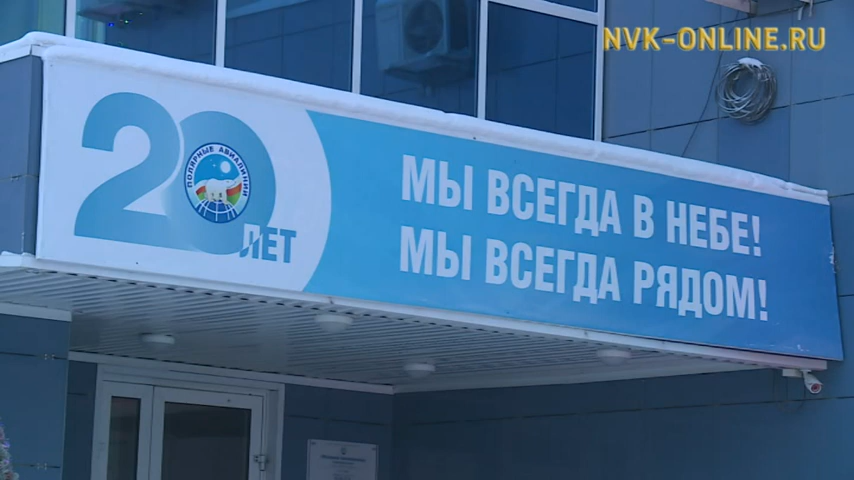 NVK-ONLINE.RU
20 ЛЕТ
ПОЛЯРНЫЕ АВИАЛИНИИ
МЫ ВСЕГДА В НЕБЕ!
МЫ ВСЕГДА РЯДОМ!